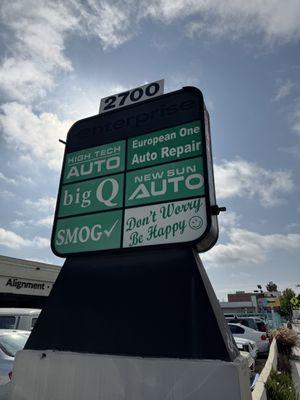 2700
enterprise
HIGH TECH
AUTO
European One
Auto Repair
big Q
NEW SUN
AUTO
SMOG✓
Don't Worry
Be Happy
Alignment